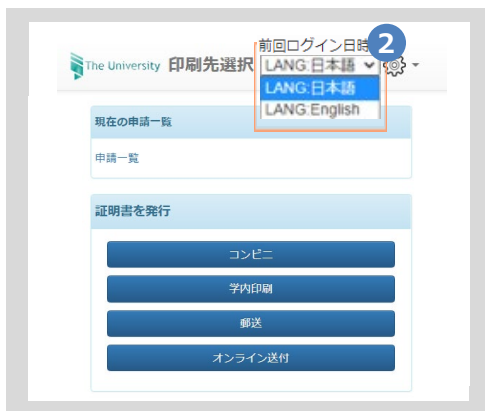 前回ログイン日時
2
The University 印刷先選択 LANG:日本語
LANG:日本語
LANG:English
現在の申請一覧
申請一覧
証明書を発行
コンビニ
学内印刷
郵送
オンライン送付